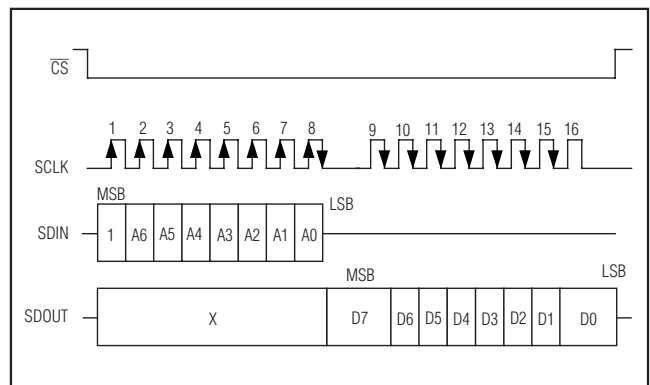 CS
1 2 3 4 5 6 7 8 9 10 11 12 13 14 15 16
SCLK
MSB
LSB
SDIN 1 A6 A5 A4 A3 A2 A1 A0
MSB
LSB
SDOUT X D7 D6 D5 D4 D3 D2 D1 D0